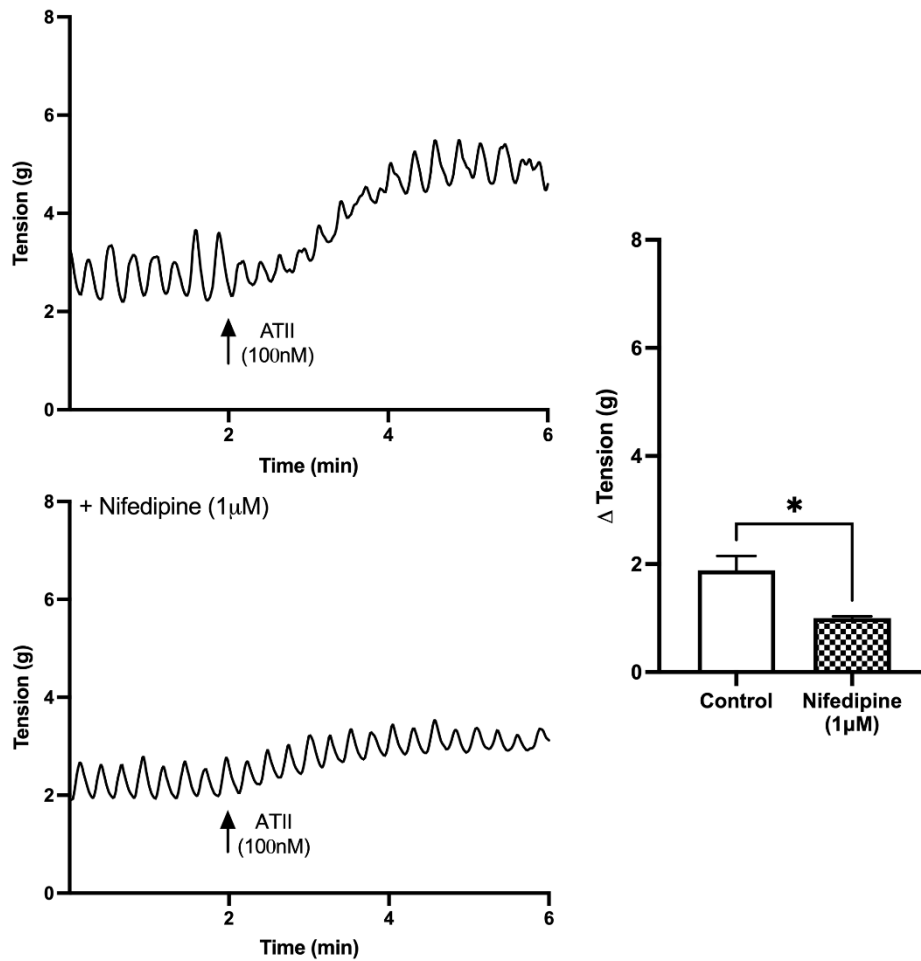 8
6
4
2
0
Tension (g)
ATII
(100nM)
2
4
6
Time (min)
+ Nifedipine (1μM)
8
6
4
2
0
Tension (g)
ATII
(100nM)
2
4
6
Time (min)
8
6
4
2
0
Δ Tension (g)
*
Control
Nifedipine
(1μM)